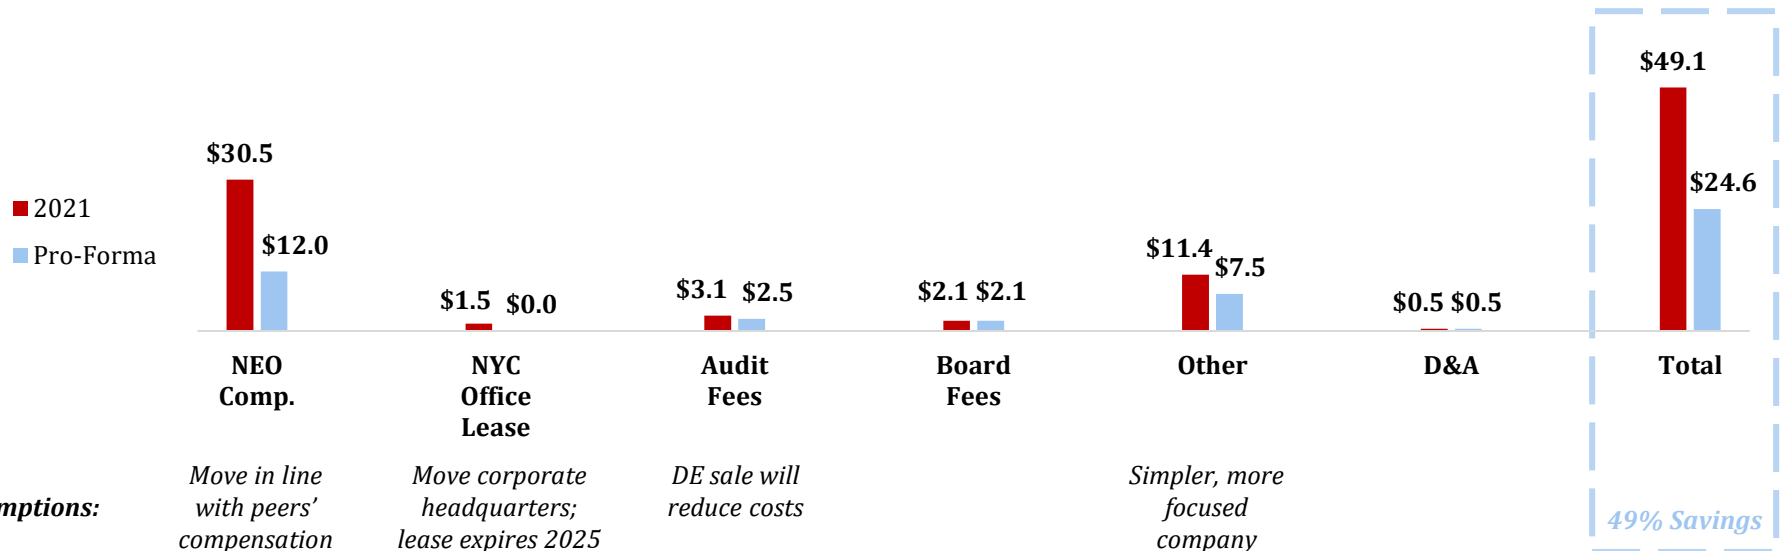 $49.1
$30.5
$24.6
2021
Pro-Forma
$12.0
$11.4
$7.5
$1.5 $0.0
$3.1 $2.5
$2.1 $2.1
$0.5 $0.5
NEO
Comp.
NYC
Office
Lease
Audit
Fees
Board
Fees
Other
D&A
Total
mptions:
Move in line
with peers’
compensation
Move corporate
headquarters;
lease expires 2025
DE sale will
reduce costs
Simpler, more
focused
company
49% Savings